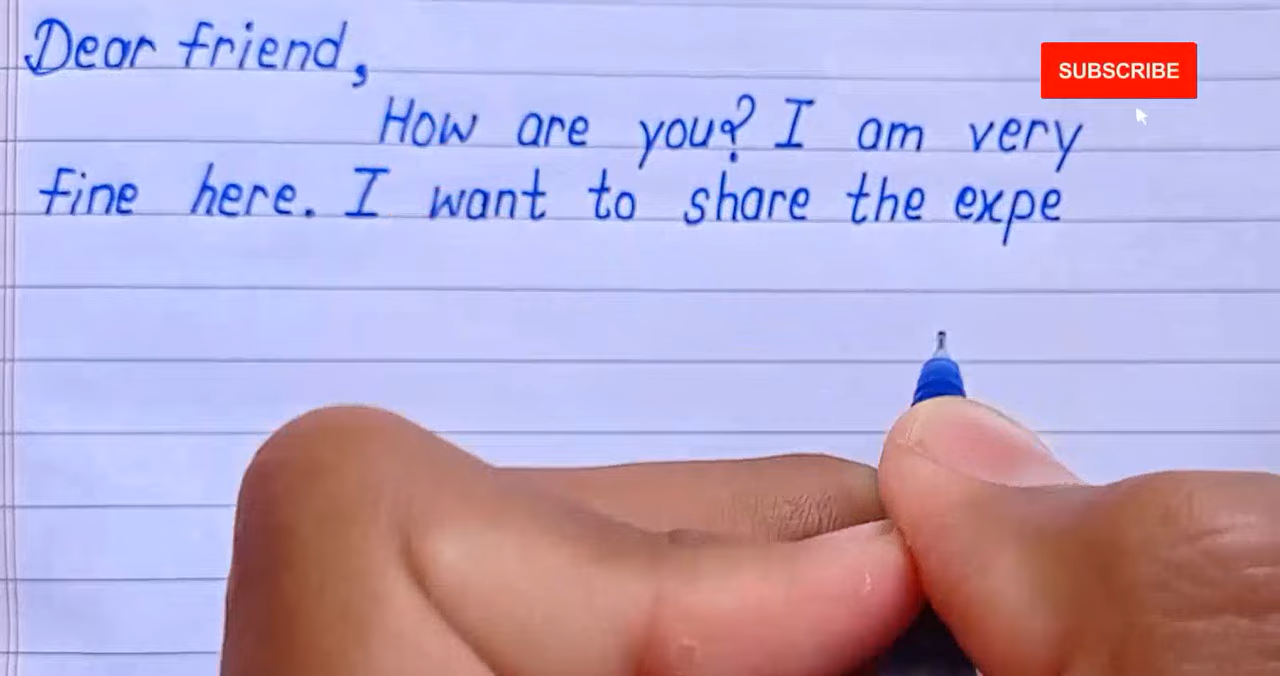 Dear friend,
SUBSCRIBE
How are you? I am very
fine here. I want to share the expe